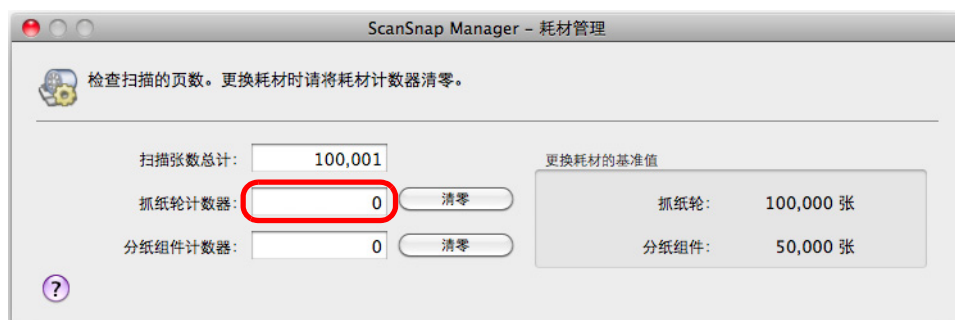 ScanSnap Manager – 耗材管理
检查扫描的页数。更换耗材时请将耗材计数器清零。
扫描张数总计: 100,001
更换耗材的基准值
抓纸轮计数器: 0 清零
抓纸轮: 100,000 张
分纸组件计数器: 0 清零
分纸组件: 50,000 张
?